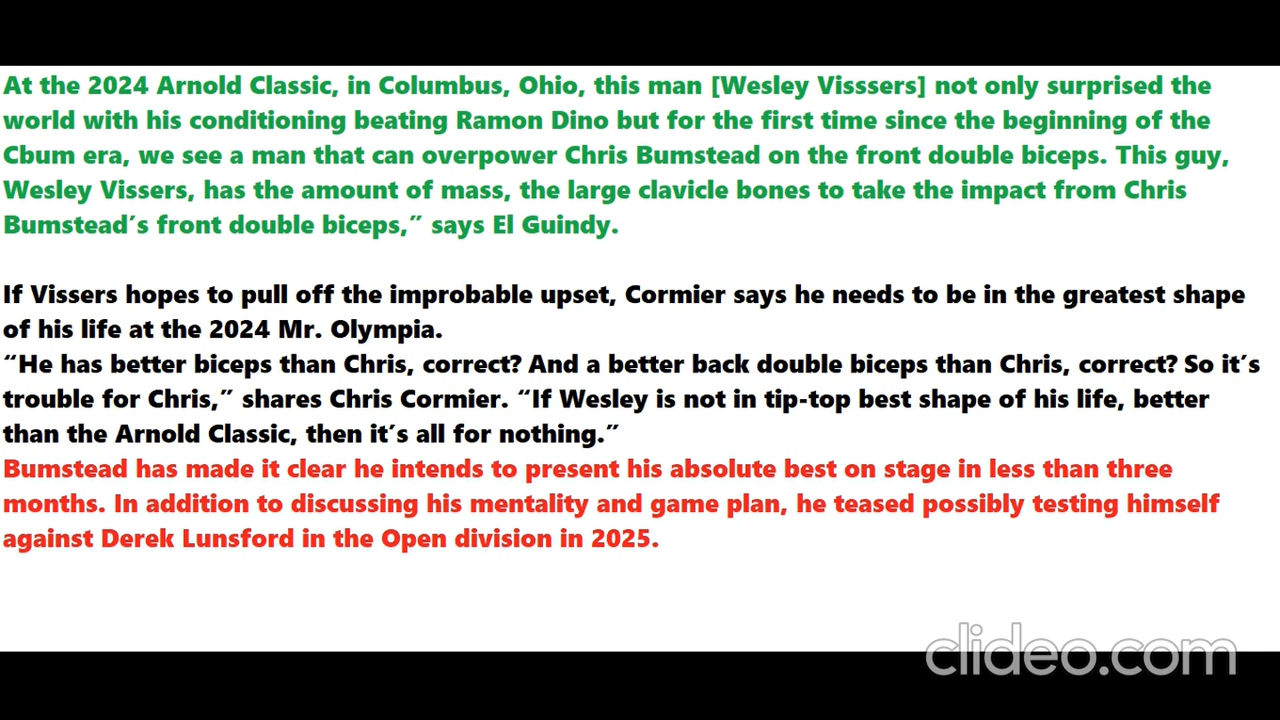 At the 2024 Arnold Classic, in Columbus, Ohio, this man [Wesley Visssers] not only surprised the
world with his conditioning beating Ramon Dino but for the first time since the beginning of the
Cbum era, we see a man that can overpower Chris Bumstead on the front double biceps. This guy,
Wesley Vissers, has the amount of mass, the large clavicle bones to take the impact from Chris
Bumstead’s front double biceps,” says El Guindy.
If Vissers hopes to pull off the improbable upset, Cormier says he needs to be in the greatest shape
of his life at the 2024 Mr. Olympia.
“He has better biceps than Chris, correct? And a better back double biceps than Chris, correct? So it’s
trouble for Chris,” shares Chris Cormier. “If Wesley is not in tip-top best shape of his life, better
than the Arnold Classic, then it’s all for nothing.”
Bumstead has made it clear he intends to present his absolute best on stage in less than three
months. In addition to discussing his mentality and game plan, he teased possibly testing himself
against Derek Lunsford in the Open division in 2025.
clideo.com